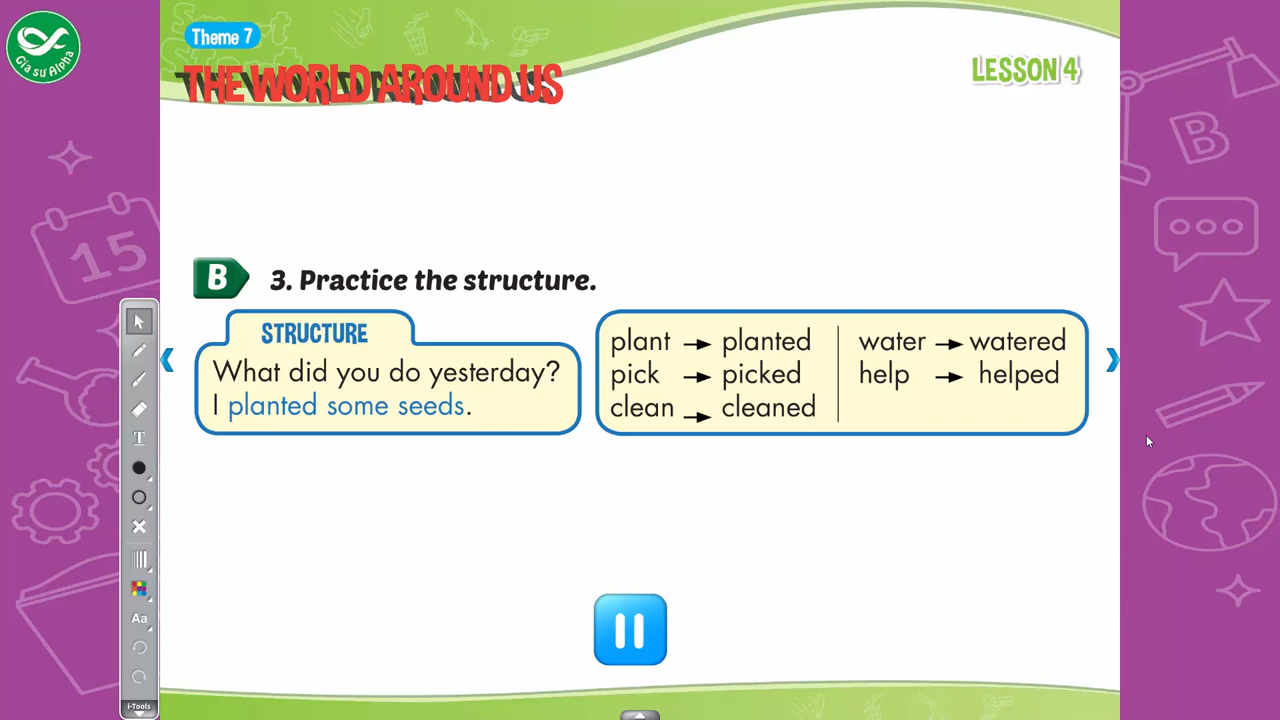 Gia sư Alpha
Theme 7
THE WORLD AROUND US
LESSON 4
15
B
B 3. Practice the structure.
STRUCTURE
What did you do yesterday?
I planted some seeds.
plant → planted
pick → picked
clean → cleaned
water → watered
help → helped
T
Aa
i-Tools